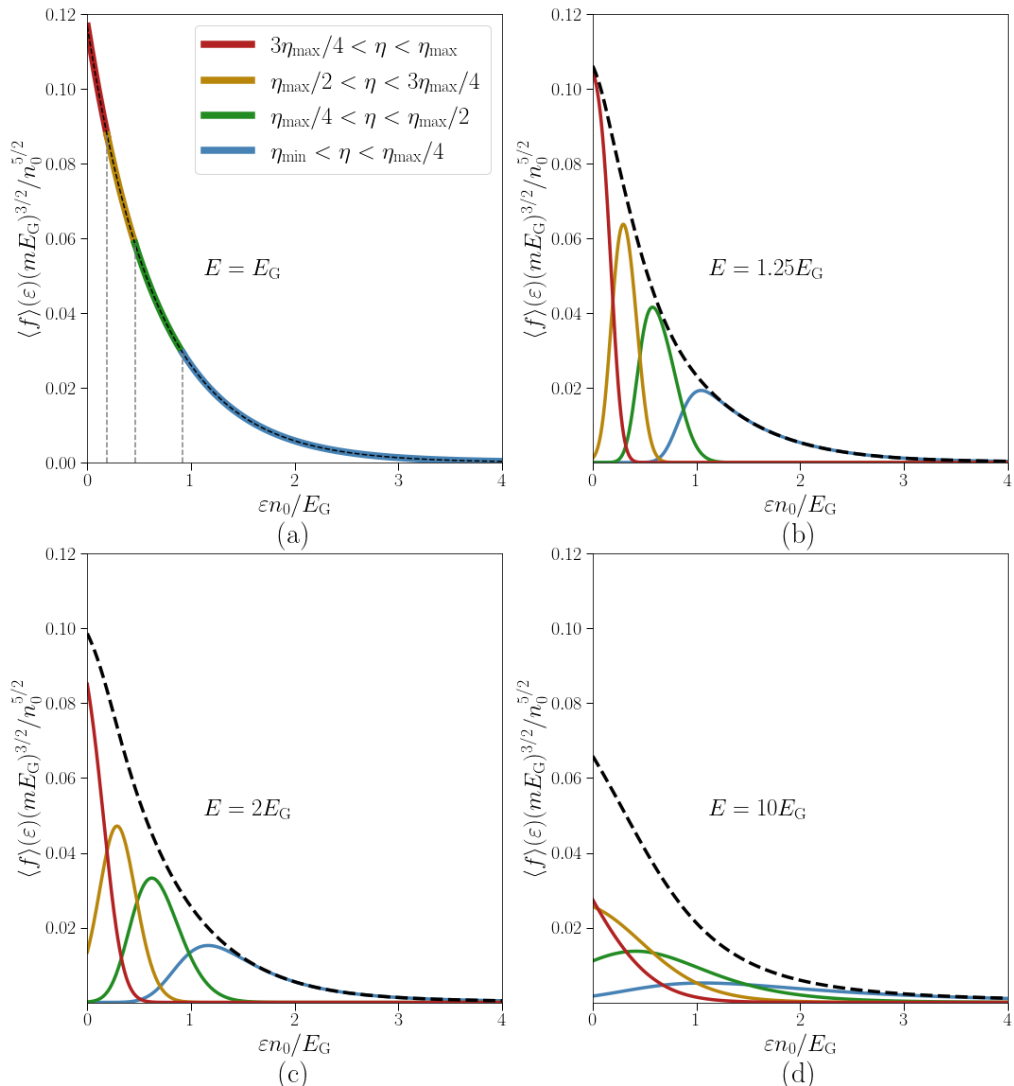 0.12
0.10
0.08
0.06
0.04
0.02
0.00
⟨f⟩(ε)(mE_G)^{3/2}/n_0^{5/2}
3η_max/4 < η < η_max
η_max/2 < η < 3η_max/4
η_max/4 < η < η_max/2
η_min < η < η_max/4
E = E_G
0 1 2 3 4
εn_0/E_G
(a)
0.12
0.10
0.08
0.06
0.04
0.02
⟨f⟩(ε)(mE_G)^{3/2}/n_0^{5/2}
E = 1.25E_G
0 1 2 3 4
εn_0/E_G
(b)
0.12
0.10
0.08
0.06
0.04
0.02
⟨f⟩(ε)(mE_G)^{3/2}/n_0^{5/2}
E = 2E_G
0 1 2 3 4
εn_0/E_G
(c)
0.12
0.10
0.08
0.06
0.04
0.02
⟨f⟩(ε)(mE_G)^{3/2}/n_0^{5/2}
E = 10E_G
0 1 2 3 4
εn_0/E_G
(d)